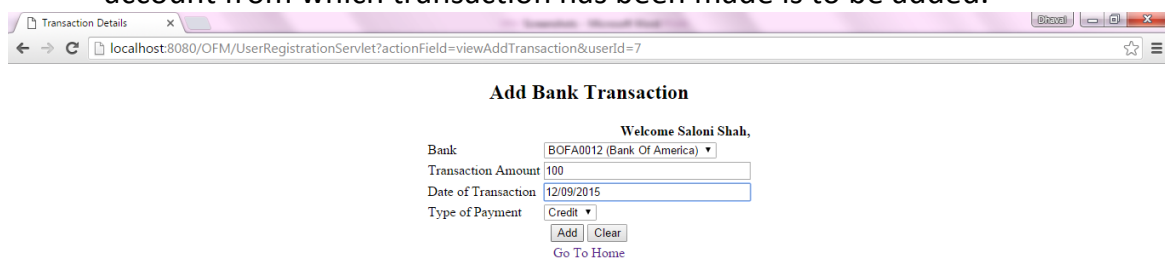 account from which transaction has been made is to be added.
Transaction Details
Dhaval
localhost:8080/OFM/UserRegistrationServlet?actionField=viewAddTransaction&userId=7
Add Bank Transaction
Welcome Saloni Shah,
Bank BOFA0012 (Bank Of America)
Transaction Amount 100
Date of Transaction 12/09/2015
Type of Payment Credit
Add Clear
Go To Home